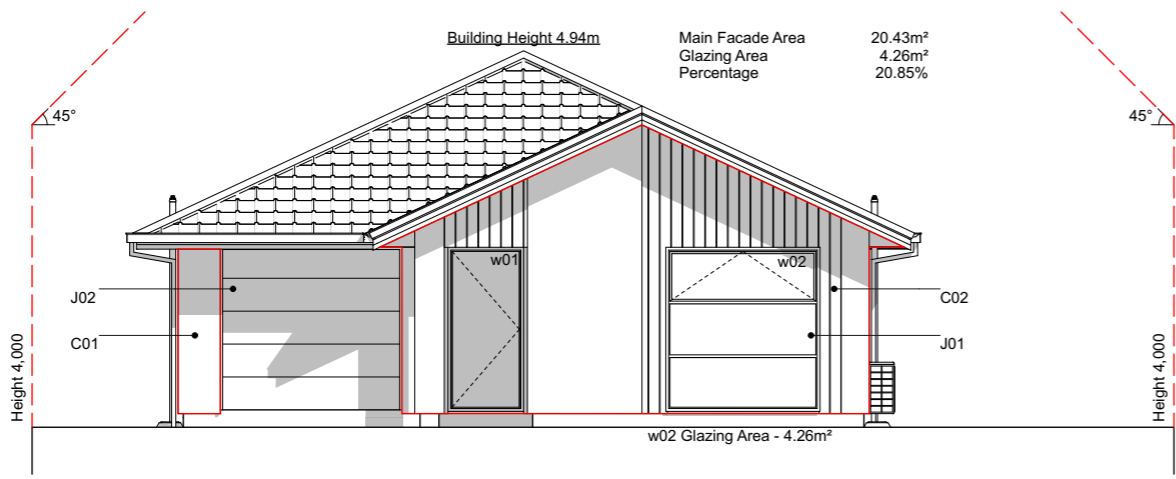 Building Height 4.94m
Main Facade Area 20.43m²
Glazing Area 4.26m²
Percentage 20.85%
45°
45°
w01
w02
J02
C02
C01
J01
Height 4,000
Height 4,000
w02 Glazing Area - 4.26m²